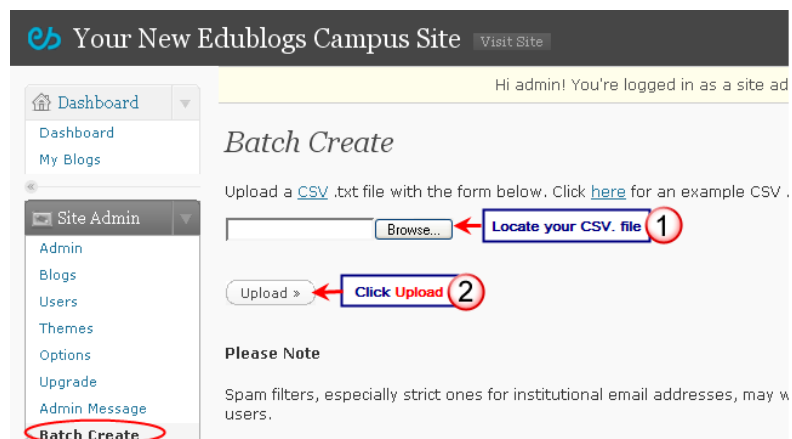 Your New Edublogs Campus Site Visit Site
Hi admin! You're logged in as a site ad
Dashboard
Dashboard
My Blogs
Site Admin
Admin
Blogs
Users
Themes
Options
Upgrade
Admin Message
Batch Create
Batch Create
Upload a CSV .txt file with the form below. Click here for an example CSV .
Browse...
Locate your CSV. file 1
Upload »
Click Upload 2
Please Note
Spam filters, especially strict ones for institutional email addresses, may w
users.